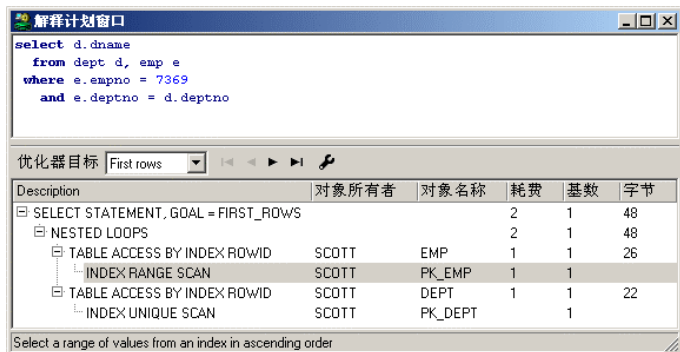 解释计划窗口
select d.dname
from dept d, emp e
where e.empno = 7369
and e.deptno = d.deptno
优化器目标 First rows
Description 对象所有者 对象名称 耗费 基数 字节
SELECT STATEMENT, GOAL = FIRST_ROWS 2 1 48
NESTED LOOPS 2 1 48
TABLE ACCESS BY INDEX ROWID SCOTT EMP 1 1 26
INDEX RANGE SCAN SCOTT PK_EMP 1 1
TABLE ACCESS BY INDEX ROWID SCOTT DEPT 1 1 22
INDEX UNIQUE SCAN SCOTT PK_DEPT 1
Select a range of values from an index in ascending order